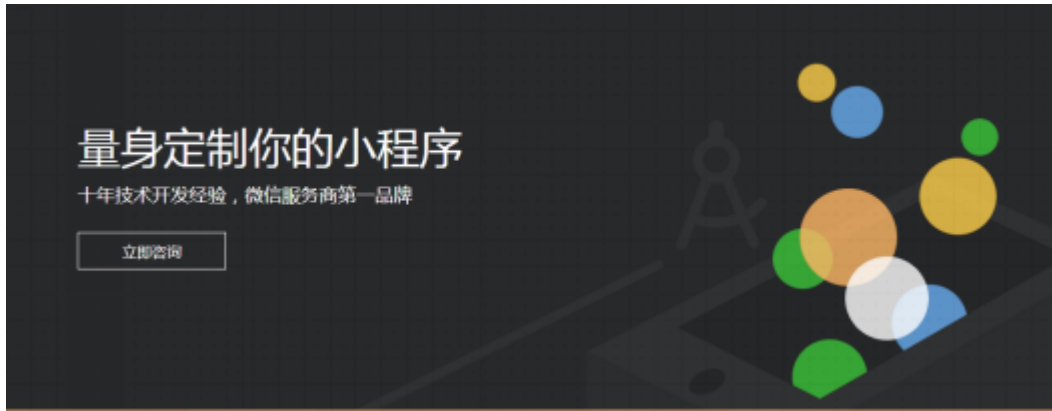 量身定制你的小程序
十年技术开发经验，微信服务商第一品牌
立即咨询